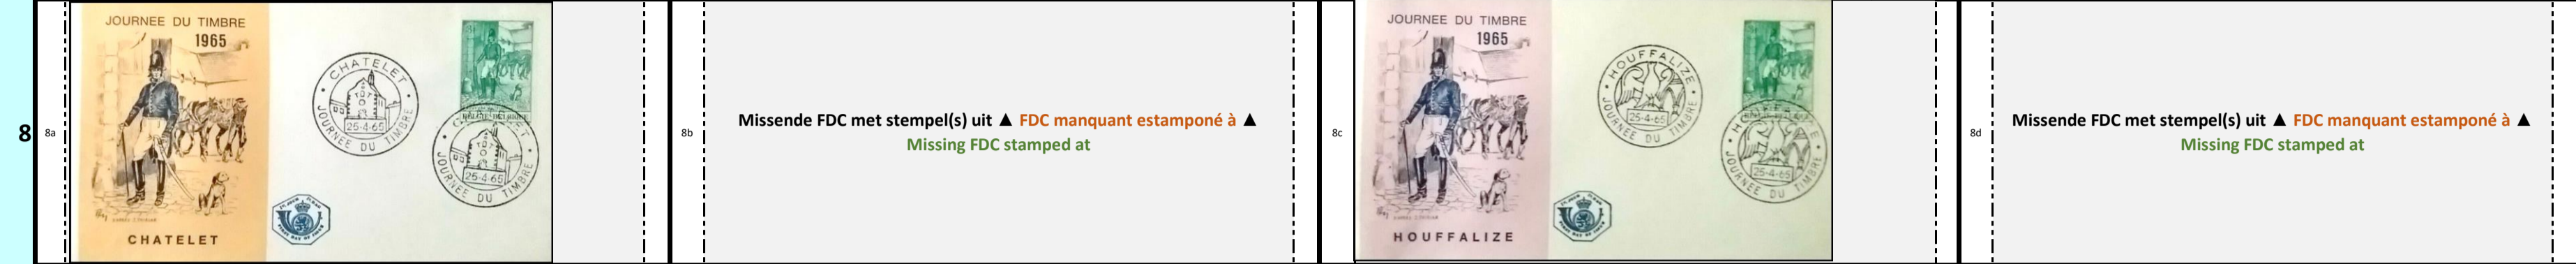 8
8a
JOURNEE DU TIMBRE
1965
CHATELET
CHATELET
JOURNEE DU TIMBRE
25-4-65
BELGIE-BELGIQUE
JOURNEE DU TIMBRE
25-4-65
8b
Missende FDC met stempel(s) uit ▲ FDC manquant estamponé à ▲
Missing FDC stamped at
8c
JOURNEE DU TIMBRE
1965
HOUFFALIZE
HOUFFALIZE
JOURNEE DU TIMBRE
25-4-65
JOURNEE DU TIMBRE
25-4-65
8d
Missende FDC met stempel(s) uit ▲ FDC manquant estamponé à ▲
Missing FDC stamped at